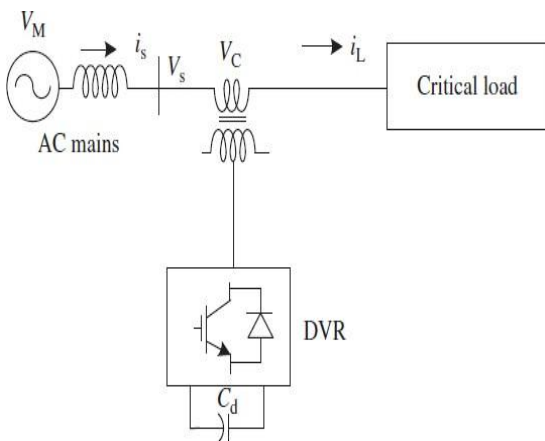 V_M
i_s
V_s
V_C
i_L
Critical load
AC mains
DVR
C_d